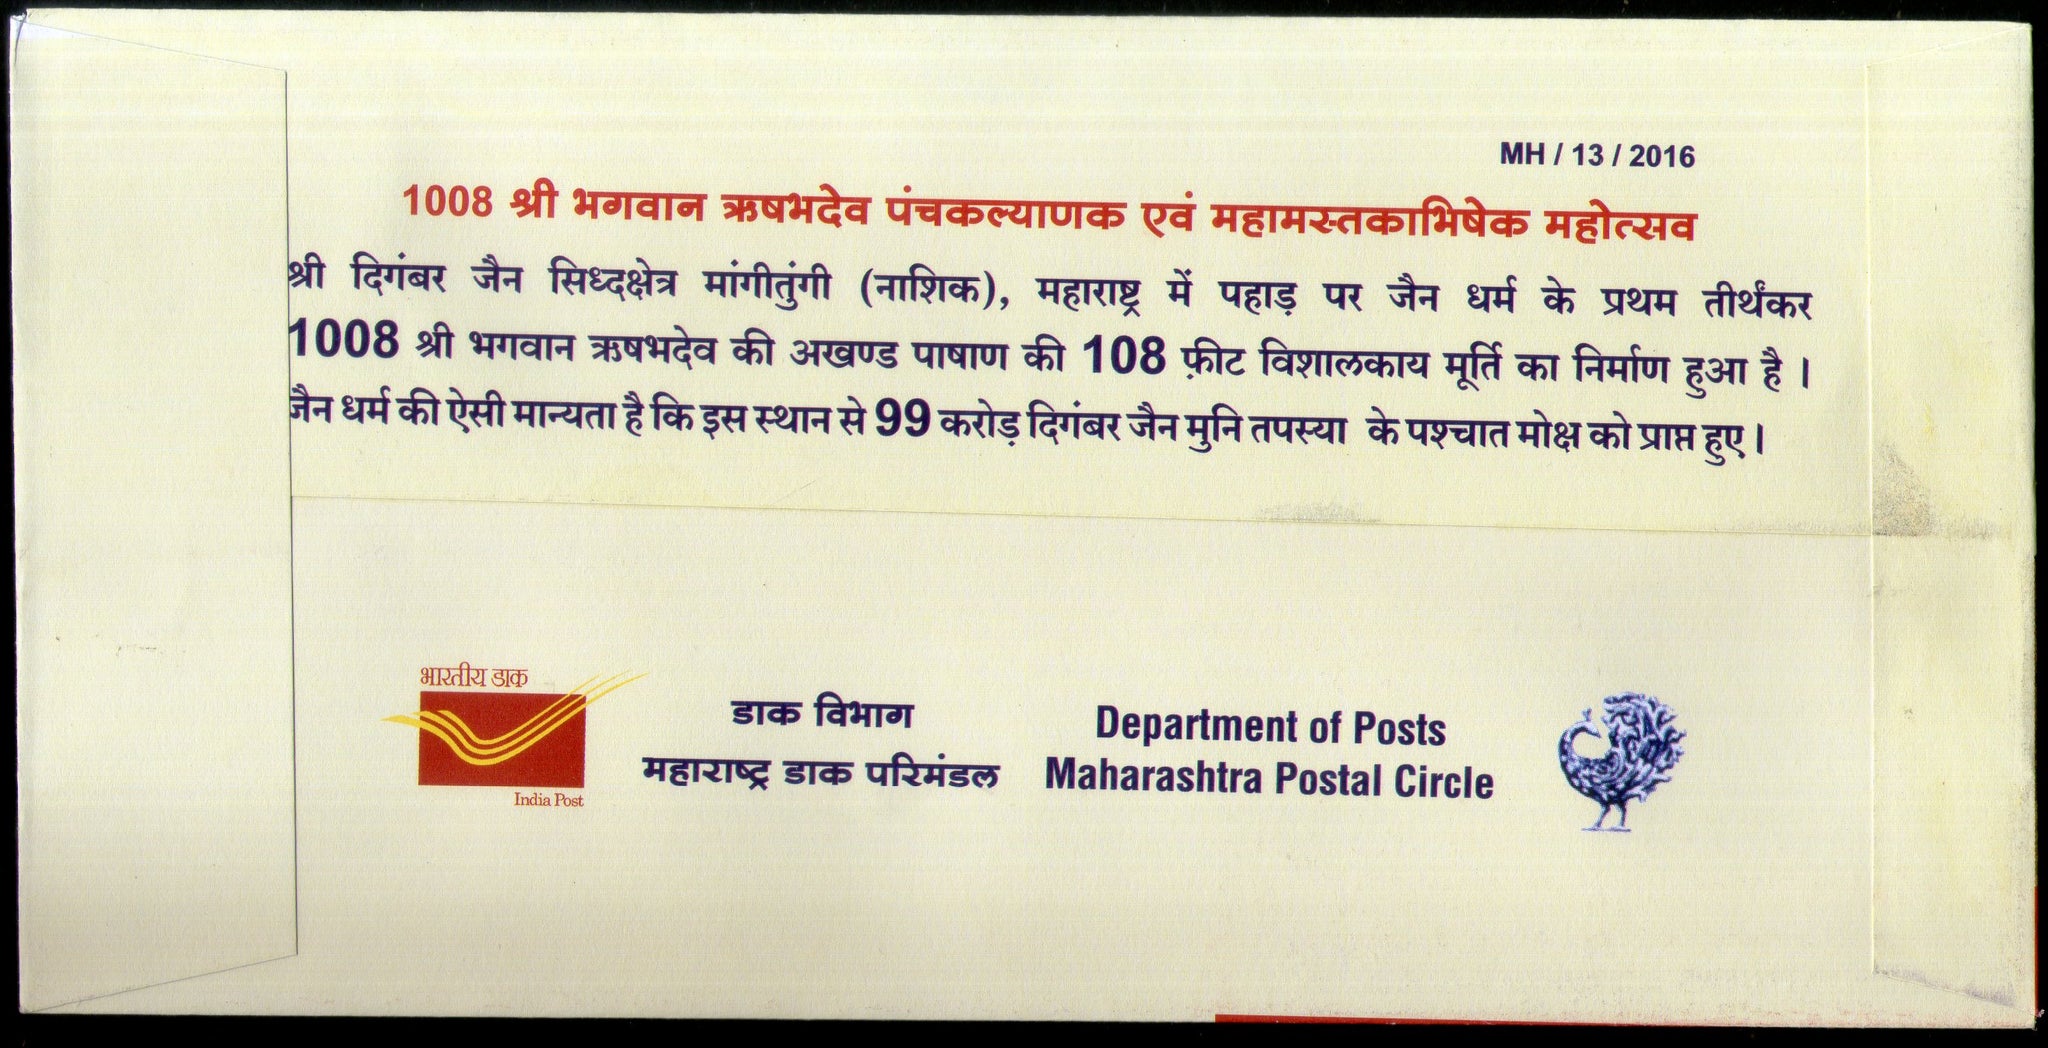 MH / 13 / 2016
1008 श्री भगवान ऋषभदेव पंचकल्याणक एवं महामस्तकाभिषेक महोत्सव
श्री दिगंबर जैन सिध्दक्षेत्र मांगीतुंगी (नाशिक), महाराष्ट्र में पहाड़ पर जैन धर्म के प्रथम तीर्थंकर
1008 श्री भगवान ऋषभदेव की अखण्ड पाषाण की 108 फ़ीट विशालकाय मूर्ति का निर्माण हुआ है ।
जैन धर्म की ऐसी मान्यता है कि इस स्थान से 99 करोड़ दिगंबर जैन मुनि तपस्या के पश्चात मोक्ष को प्राप्त हुए ।
भारतीय डाक
India Post
डाक विभाग
महाराष्ट्र डाक परिमंडल
Department of Posts
Maharashtra Postal Circle